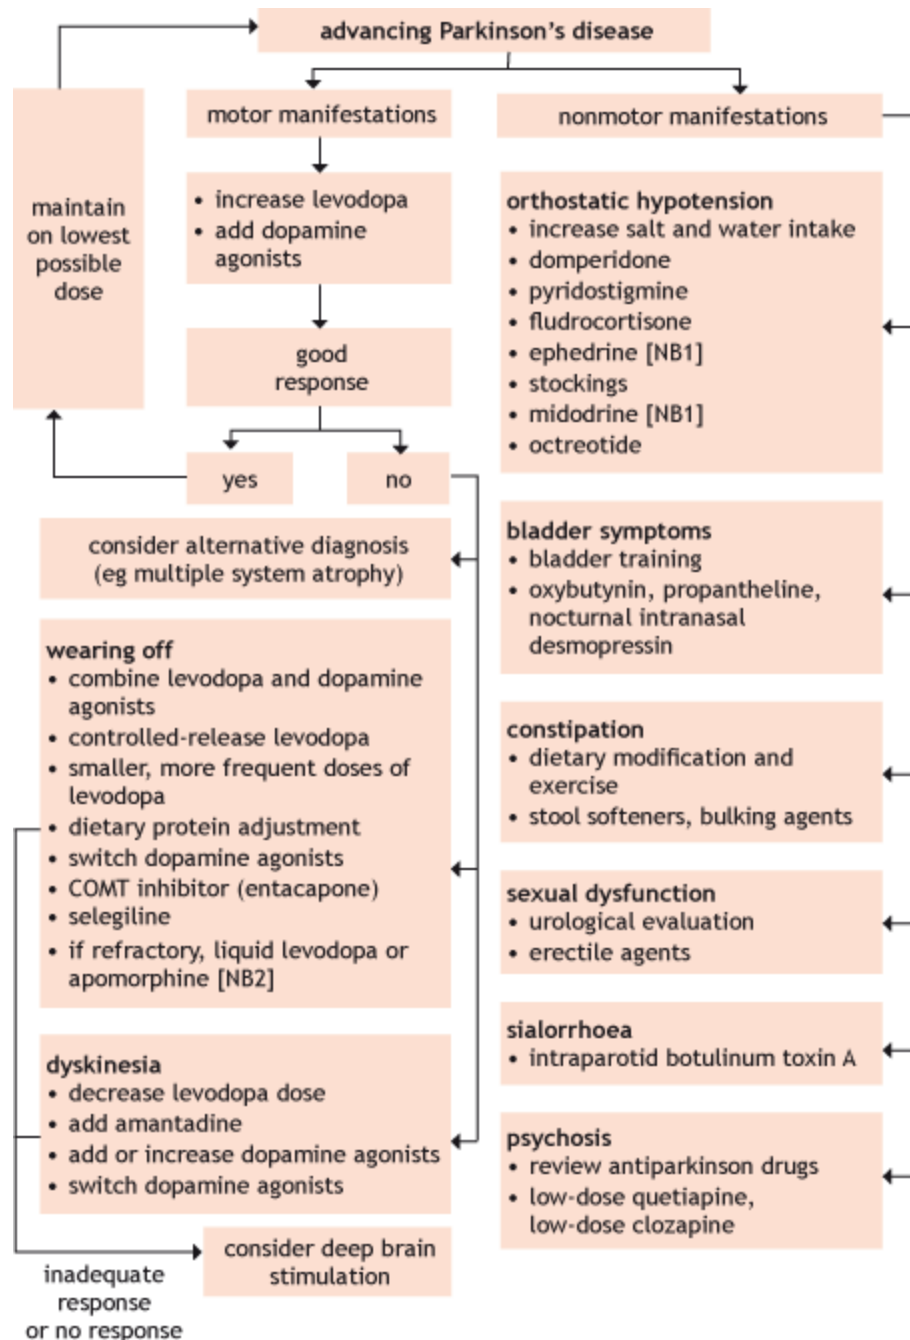 advancing Parkinson's disease
motor manifestations
nonmotor manifestations
maintain
on lowest
possible
dose
• increase levodopa
• add dopamine
agonists
good
response
yes
no
consider alternative diagnosis
(eg multiple system atrophy)
wearing off
• combine levodopa and dopamine
agonists
• controlled-release levodopa
• smaller, more frequent doses of
levodopa
• dietary protein adjustment
• switch dopamine agonists
• COMT inhibitor (entacapone)
• selegiline
• if refractory, liquid levodopa or
apomorphine [NB2]
dyskinesia
• decrease levodopa dose
• add amantadine
• add or increase dopamine agonists
• switch dopamine agonists
consider deep brain
stimulation
inadequate
response
or no response
orthostatic hypotension
• increase salt and water intake
• domperidone
• pyridostigmine
• fludrocortisone
• ephedrine [NB1]
• stockings
• midodrine [NB1]
• octreotide
bladder symptoms
• bladder training
• oxybutynin, propantheline,
nocturnal intranasal
desmopressin
constipation
• dietary modification and
exercise
• stool softeners, bulking agents
sexual dysfunction
• urological evaluation
• erectile agents
sialorrhoea
• intraparotid botulinum toxin A
psychosis
• review antiparkinson drugs
• low-dose quetiapine,
low-dose clozapine